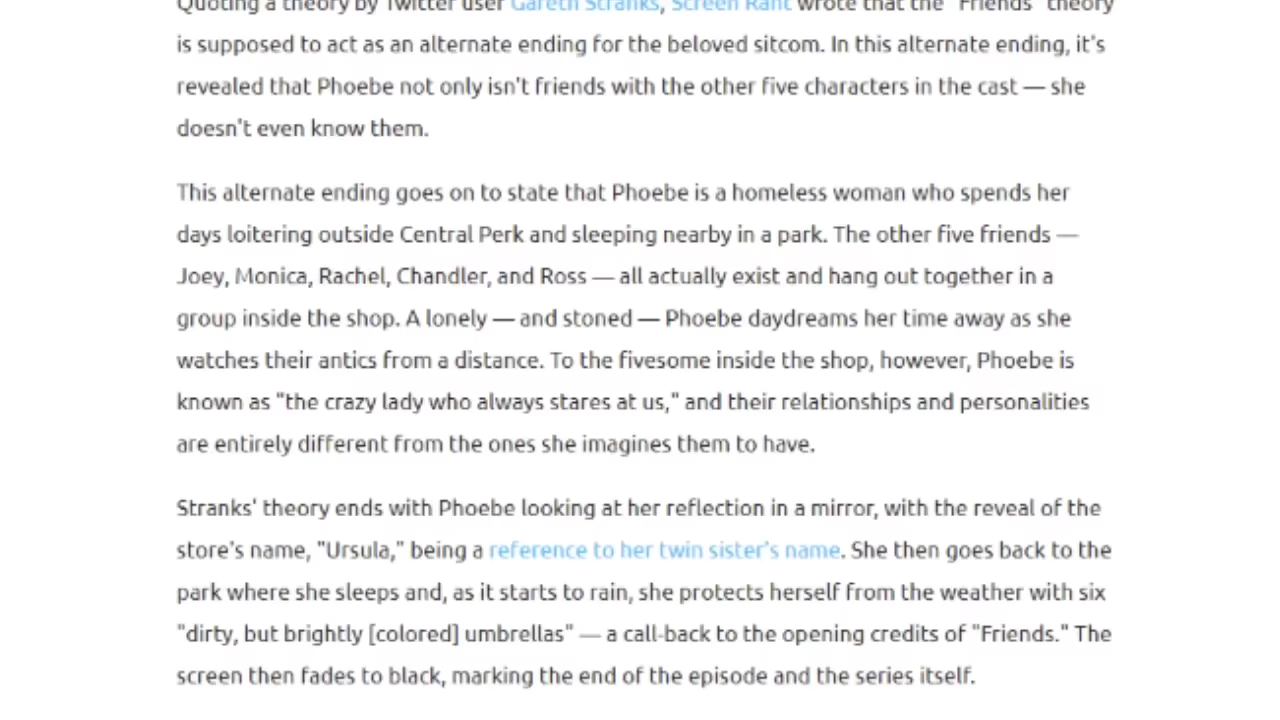 Quoting a theory by Twitter user Gareth Stranks, Screen Rant wrote that the "Friends" theory
is supposed to act as an alternate ending for the beloved sitcom. In this alternate ending, it's
revealed that Phoebe not only isn't friends with the other five characters in the cast — she
doesn't even know them.
This alternate ending goes on to state that Phoebe is a homeless woman who spends her
days loitering outside Central Perk and sleeping nearby in a park. The other five friends —
Joey, Monica, Rachel, Chandler, and Ross — all actually exist and hang out together in a
group inside the shop. A lonely — and stoned — Phoebe daydreams her time away as she
watches their antics from a distance. To the fivesome inside the shop, however, Phoebe is
known as "the crazy lady who always stares at us," and their relationships and personalities
are entirely different from the ones she imagines them to have.
Stranks' theory ends with Phoebe looking at her reflection in a mirror, with the reveal of the
store's name, "Ursula," being a reference to her twin sister's name. She then goes back to the
park where she sleeps and, as it starts to rain, she protects herself from the weather with six
"dirty, but brightly [colored] umbrellas" — a call-back to the opening credits of "Friends." The
screen then fades to black, marking the end of the episode and the series itself.